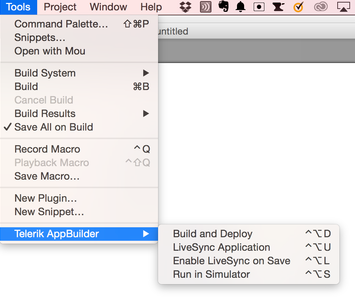 Tools Project Window Help
untitled
Command Palette... ⇧⌘P
Snippets...
Open with Mou
Build System ▶
Build ⌘B
Cancel Build
Build Results ▶
✓ Save All on Build
Record Macro ^Q
Playback Macro ^⇧Q
Save Macro...
New Plugin...
New Snippet...
Telerik AppBuilder ▶
Build and Deploy ^⌥D
LiveSync Application ^⌥U
Enable LiveSync on Save ^⌥L
Run in Simulator ^⌥S